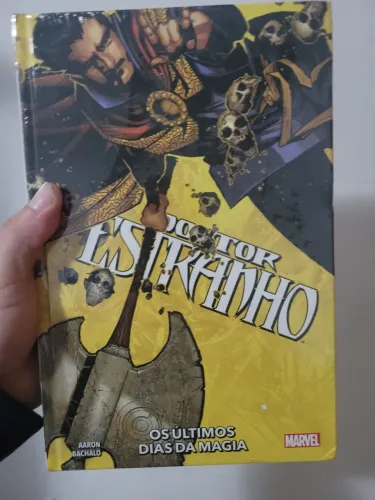 DOUTOR
ESTRANHO
AARON
BACHALO
OS ÚLTIMOS
DIAS DA MAGIA
MARVEL